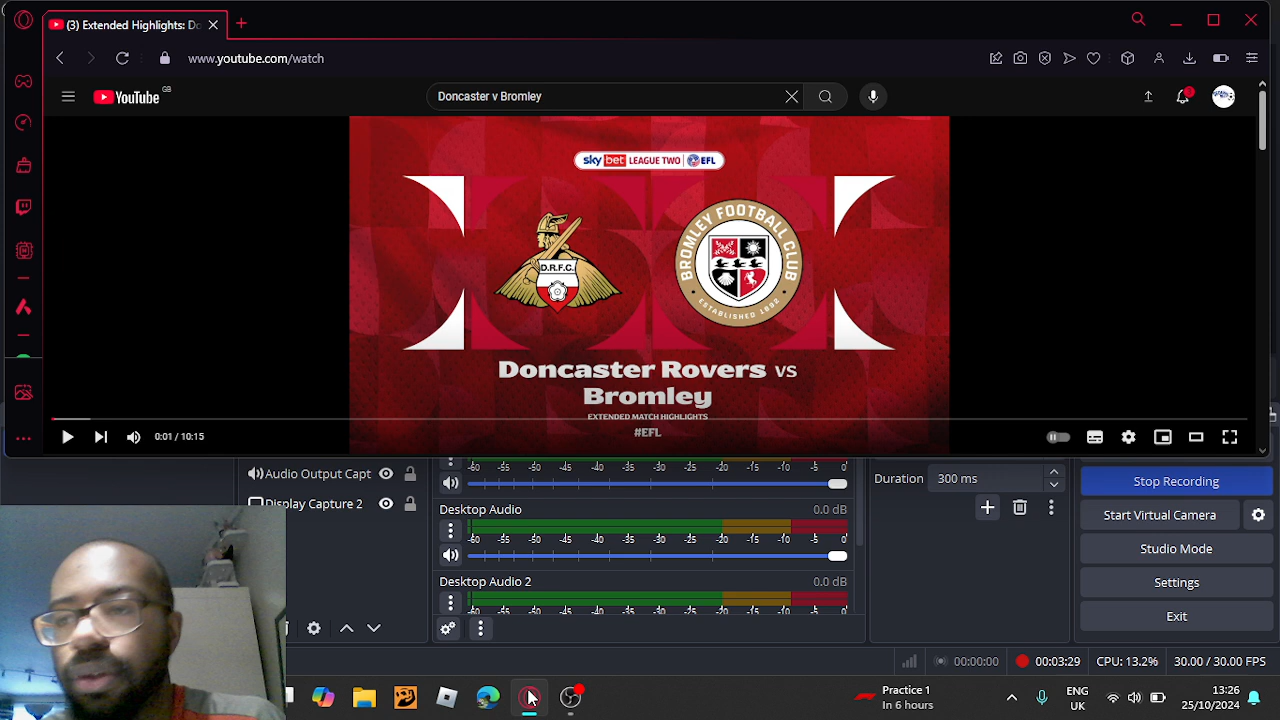 (3) Extended Highlights: Do
www.youtube.com/watch
YouTube GB
Doncaster v Bromley
sky bet LEAGUE TWO EFL
D.R.F.C.
BROMLEY FOOTBALL CLUB
ESTABLISHED 1892
Doncaster Rovers vs
Bromley
EXTENDED MATCH HIGHLIGHTS
#EFL
0:01 / 10:15
Audio Output Capt
Display Capture 2
-60 -55 -50 -45 -40 -35 -30 -25 -20 -15 -10 -5 0
Desktop Audio 0.0 dB
-60 -55 -50 -45 -40 -35 -30 -25 -20 -15 -10 -5 0
Desktop Audio 2 0.0 dB
-60 -55 -50 -45 -40 -35 -30 -25 -20 -15 -10 -5 0
Duration 300 ms
Stop Recording
Start Virtual Camera
Studio Mode
Settings
Exit
00:00:00
00:03:29
CPU: 13.2%
30.00 / 30.00 FPS
Practice 1
In 6 hours
ENG
UK
13:26
25/10/2024